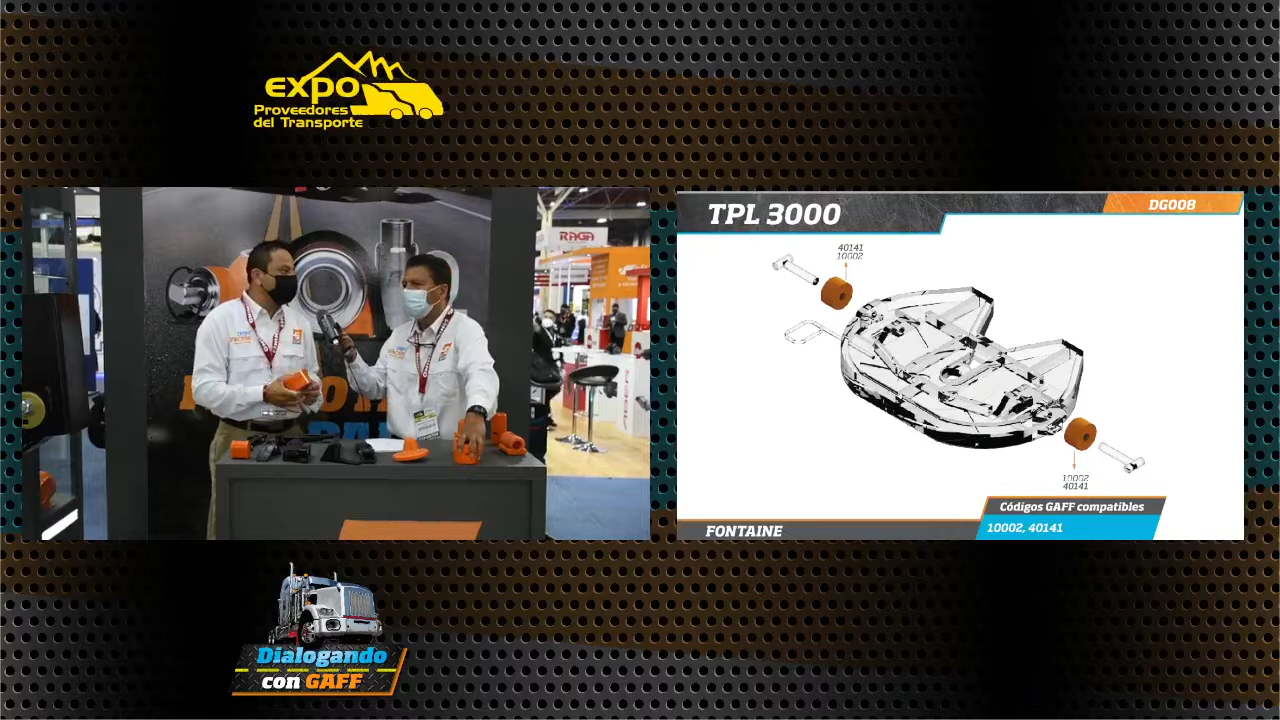 expo
Proveedores
del Transporte
RAGA
TPL 3000
DG008
40141
10002
10002
40141
Códigos GAFF compatibles
10002, 40141
FONTAINE
Dialogando
con GAFF